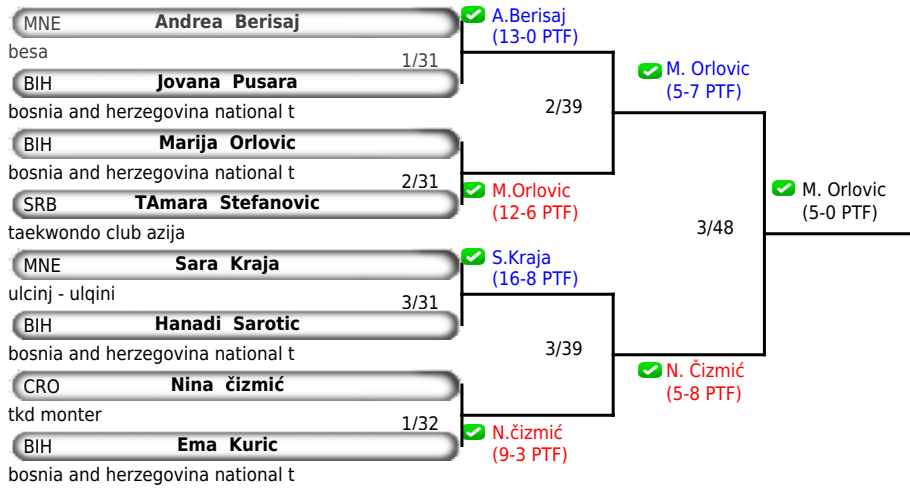 MNE Andrea Berisaj
besa
1/31
BIH Jovana Pusara
bosnia and herzegovina national t
BIH Marija Orlovic
bosnia and herzegovina national t
2/31
SRB TAmara Stefanovic
taekwondo club azija
MNE Sara Kraja
ulcinj - ulqini
3/31
BIH Hanadi Sarotic
bosnia and herzegovina national t
CRO Nina čizmić
tkd monter
1/32
BIH Ema Kuric
bosnia and herzegovina national t
A.Berisaj
(13-0 PTF)
2/39
M.Orlovic
(12-6 PTF)
S.Kraja
(16-8 PTF)
3/39
N.čizmić
(9-3 PTF)
M. Orlovic
(5-7 PTF)
3/48
N. Čizmić
(5-8 PTF)
M. Orlovic
(5-0 PTF)